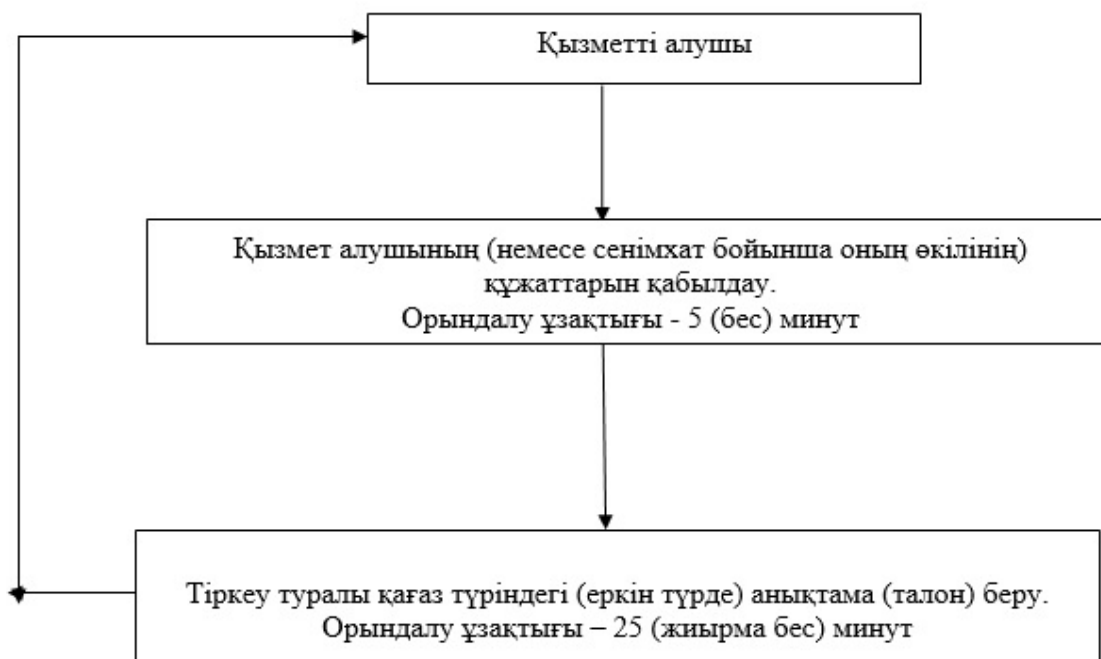 Қызметті алушы
Қызмет алушының (немесе сенімхат бойынша оның өкілінің)
құжаттарын қабылдау.
Орындалу ұзақтығы - 5 (бес) минут
Тіркеу туралы қағаз түріндегі (еркін түрде) анықтама (талон) беру.
Орындалу ұзақтығы – 25 (жиырма бес) минут